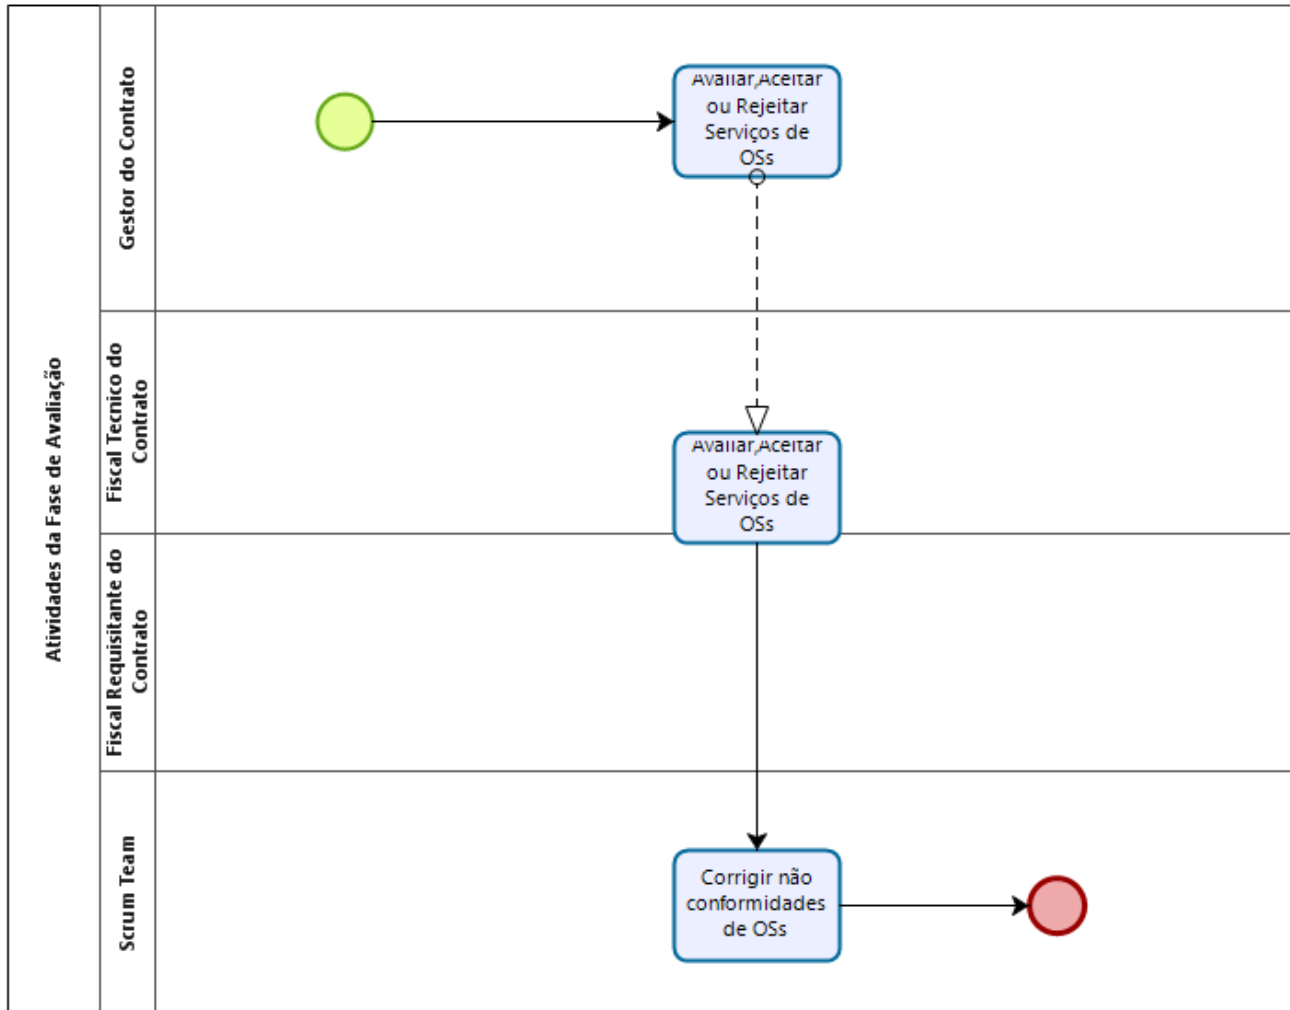 Atividades da Fase de Avaliação
Gestor do Contrato
Avaliar,Aceitar
ou Rejeitar
Serviços de
OSs
Fiscal Tecnico do
Contrato
Avaliar,Aceitar
ou Rejeitar
Serviços de
OSs
Fiscal Requisitante do
Contrato
Scrum Team
Corrigir não
conformidades
de OSs